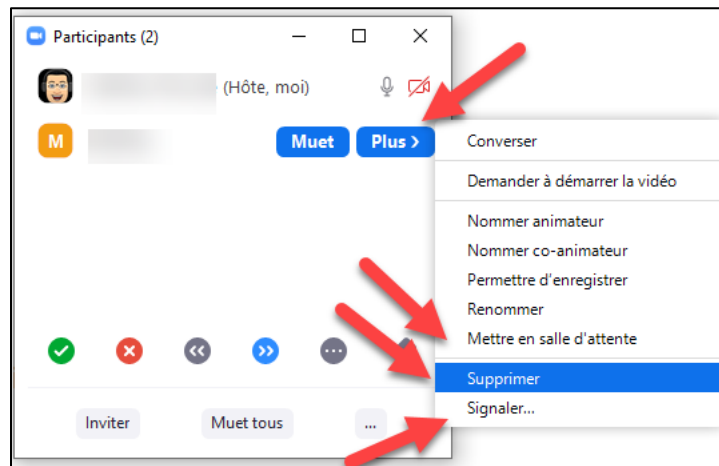 Participants (2)
(Hôte, moi)
M
Muet
Plus >
Converser
Demander à démarrer la vidéo
Nommer animateur
Nommer co-animateur
Permettre d'enregistrer
Renommer
Mettre en salle d'attente
Supprimer
Signaler...
Inviter
Muet tous
...